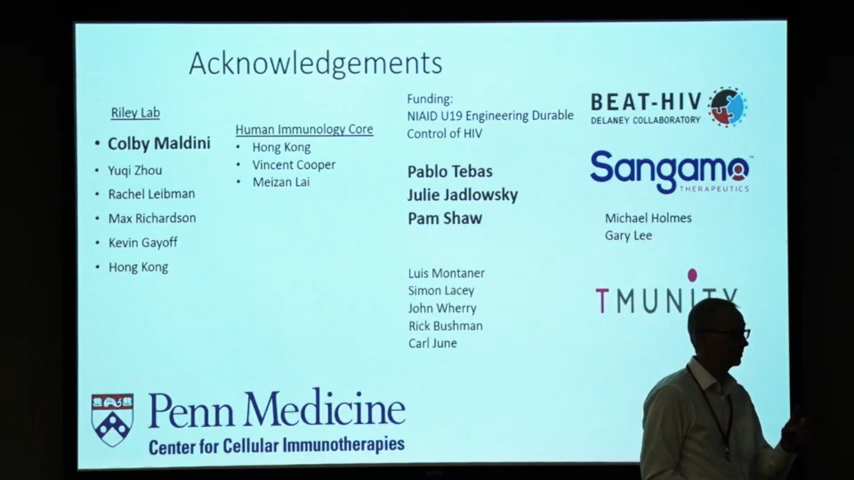 Acknowledgements
Riley Lab
• Colby Maldini
• Yuqi Zhou
• Rachel Leibman
• Max Richardson
• Kevin Gayoff
• Hong Kong
Human Immunology Core
• Hong Kong
• Vincent Cooper
• Meizan Lai
Funding:
NIAID U19 Engineering Durable
Control of HIV
Pablo Tebas
Julie Jadlowsky
Pam Shaw
Luis Montaner
Simon Lacey
John Wherry
Rick Bushman
Carl June
BEAT-HIV
DELANEY COLLABORATORY
Sangamo
THERAPEUTICS
Michael Holmes
Gary Lee
TMUNITY
Penn Medicine
Center for Cellular Immunotherapies